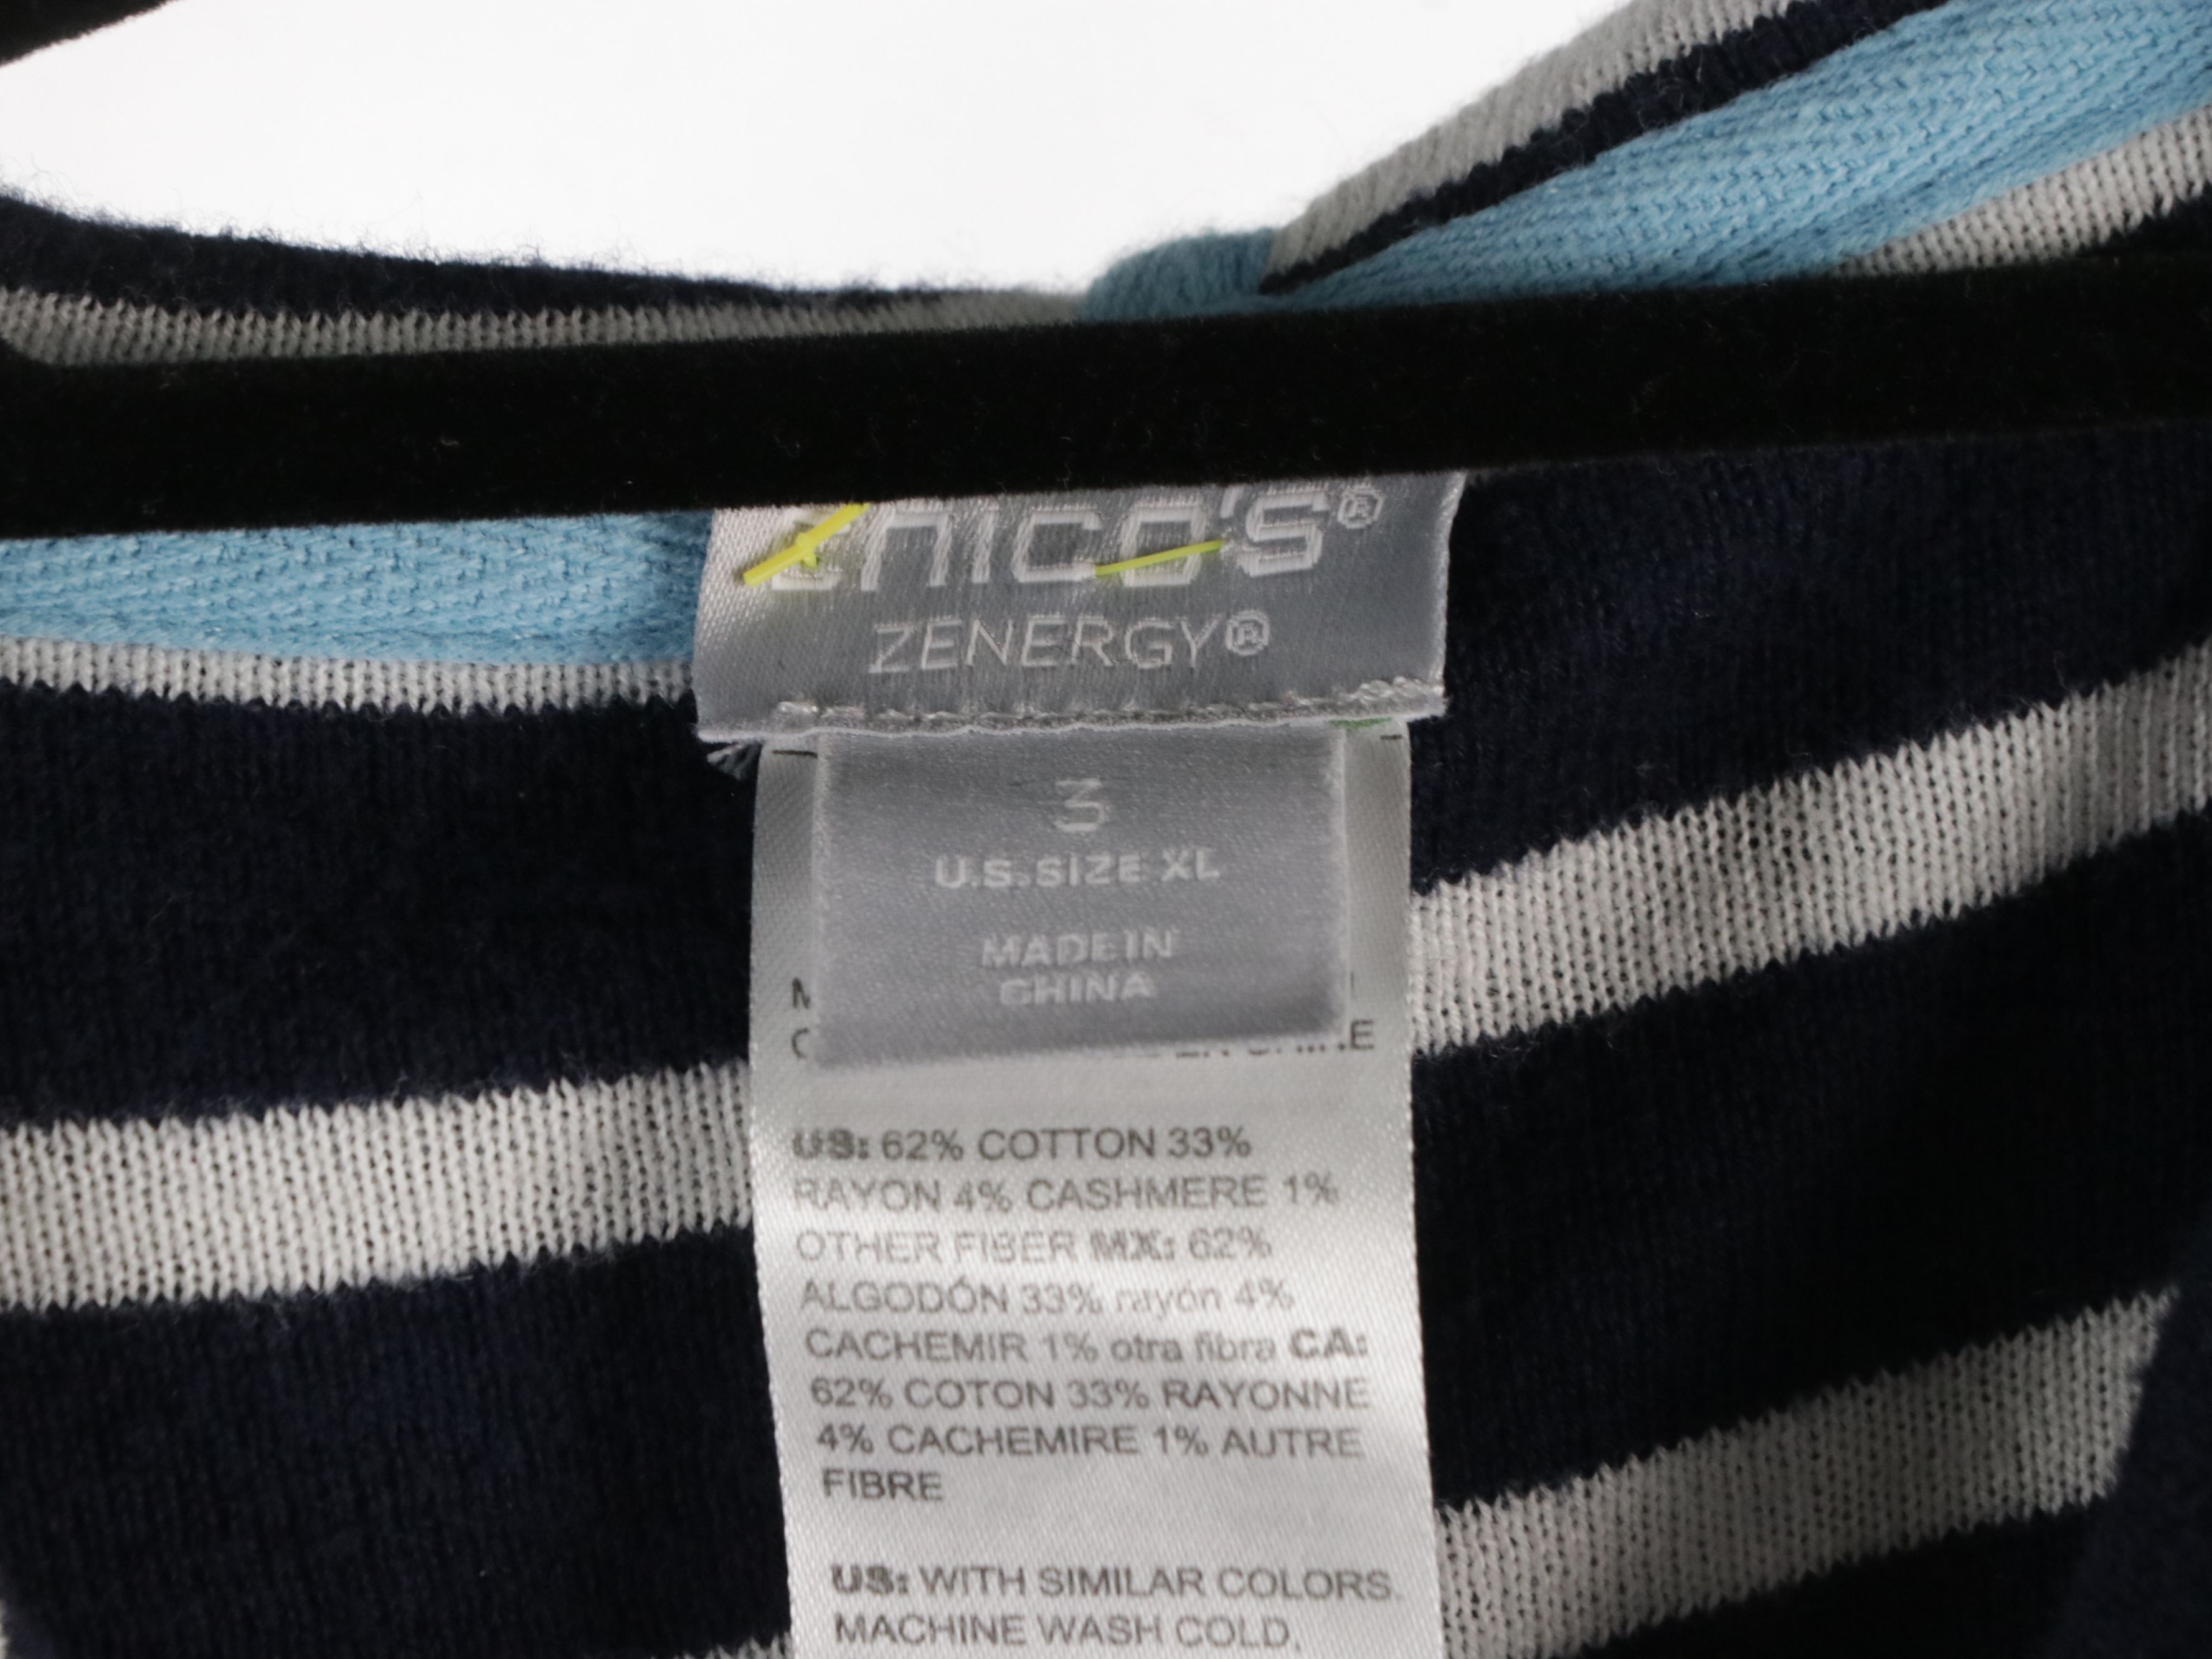 chico's®
ZENERGY®
3
U.S. SIZE XL
MADE IN
CHINA
US: 62% COTTON 33%
RAYON 4% CASHMERE 1%
OTHER FIBER MX: 62%
ALGODÓN 33% rayón 4%
CACHEMIR 1% otra fibra CA:
62% COTON 33% RAYONNE
4% CACHEMIRE 1% AUTRE
FIBRE
US: WITH SIMILAR COLORS.
MACHINE WASH COLD,